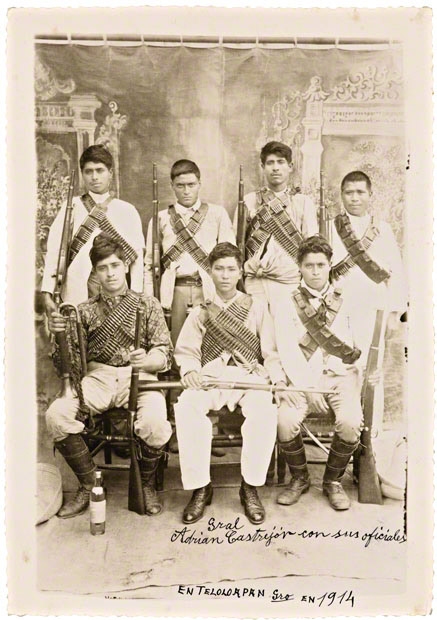 Gral
Adrian Castrejón con sus oficiales
EN TELOLOAPAN Gro EN 1914